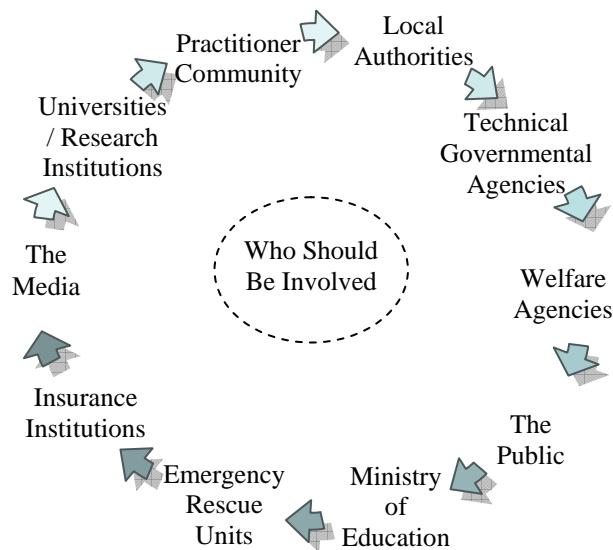 Practitioner
Community
Local
Authorities
Technical
Governmental
Agencies
Welfare
Agencies
The
Public
Ministry
of
Education
Emergency
Rescue
Units
Insurance
Institutions
The
Media
Universities
/ Research
Institutions
Who Should
Be Involved